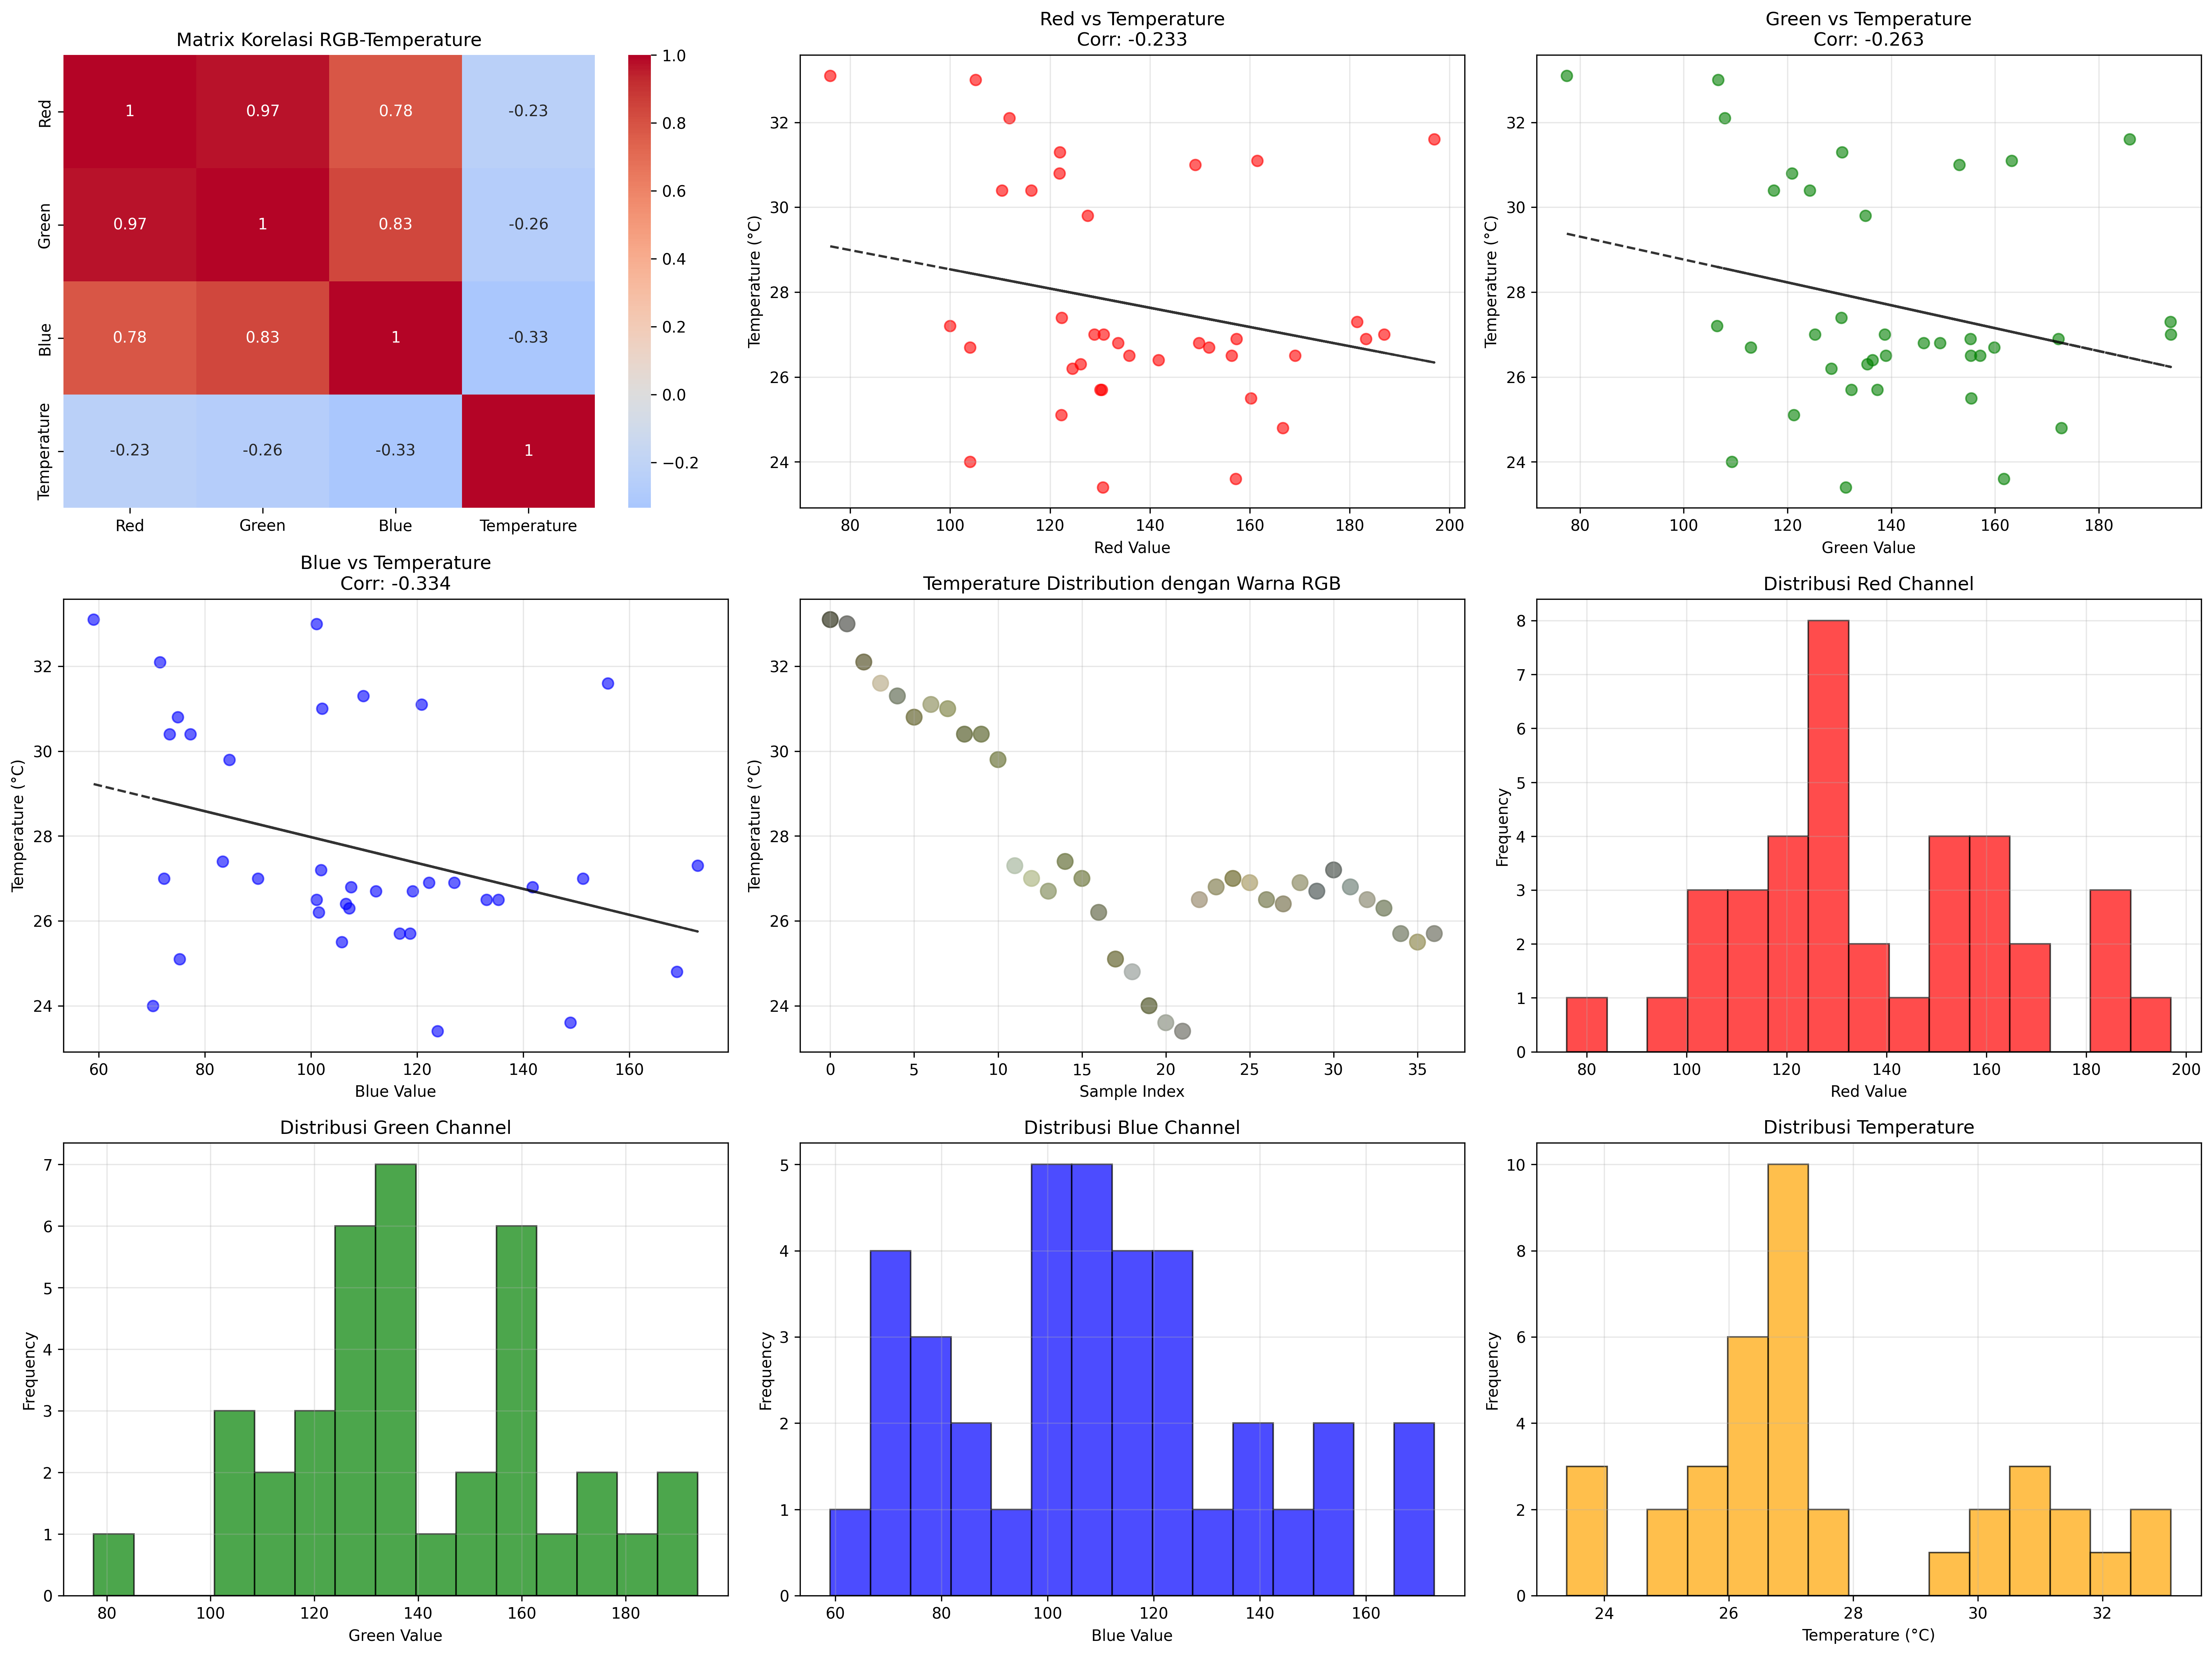 Matrix Korelasi RGB-Temperature
Red
Green
Blue
Temperature
1 0.97 0.78 -0.23
0.97 1 0.83 -0.26
0.78 0.83 1 -0.33
-0.23 -0.26 -0.33 1
Red Green Blue Temperature
1.0
0.8
0.6
0.4
0.2
0.0
−0.2
Red vs Temperature
Corr: -0.233
Temperature (°C)
32
30
28
26
24
80 100 120 140 160 180 200
Red Value
Green vs Temperature
Corr: -0.263
Temperature (°C)
32
30
28
26
24
80 100 120 140 160 180
Green Value
Blue vs Temperature
Corr: -0.334
Temperature (°C)
32
30
28
26
24
60 80 100 120 140 160
Blue Value
Temperature Distribution dengan Warna RGB
Temperature (°C)
32
30
28
26
24
0 5 10 15 20 25 30 35
Sample Index
Distribusi Red Channel
Frequency
8
7
6
5
4
3
2
1
0
80 100 120 140 160 180 200
Red Value
Distribusi Green Channel
Frequency
7
6
5
4
3
2
1
0
80 100 120 140 160 180
Green Value
Distribusi Blue Channel
Frequency
5
4
3
2
1
0
60 80 100 120 140 160
Blue Value
Distribusi Temperature
Frequency
10
8
6
4
2
0
24 26 28 30 32
Temperature (°C)